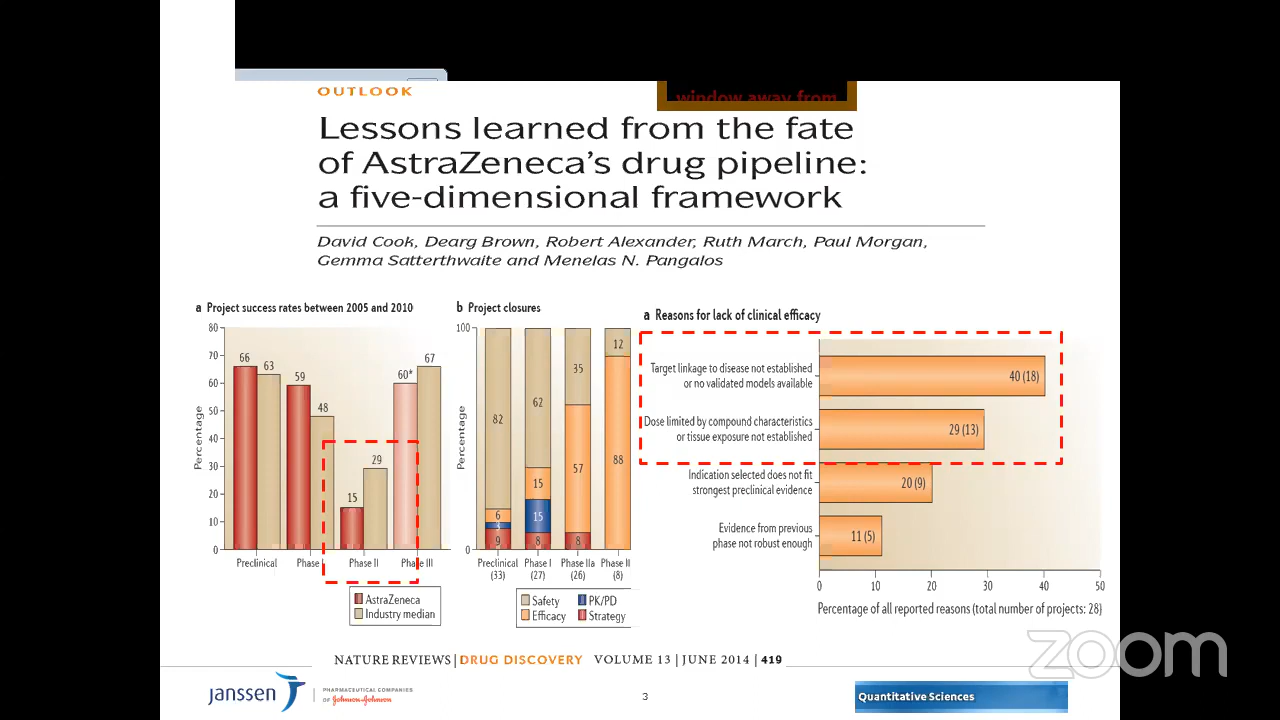 OUTLOOK
window away from
Lessons learned from the fate
of AstraZeneca's drug pipeline:
a five-dimensional framework
David Cook, Dearg Brown, Robert Alexander, Ruth March, Paul Morgan,
Gemma Satterthwaite and Menelas N. Pangalos
a Project success rates between 2005 and 2010
80
70
60
50
40
30
20
10
0
Percentage
66
63
59
48
15
29
60*
67
Preclinical
Phase
Phase II
Phase III
AstraZeneca
Industry median
b Project closures
100
0
Percentage
82
6
9
62
15
15
8
35
57
8
12
88
Preclinical
(33)
Phase I
(27)
Phase IIa
(26)
Phase II
(8)
Safety
PK/PD
Efficacy
Strategy
a Reasons for lack of clinical efficacy
Target linkage to disease not established
or no validated models available
40 (18)
Dose limited by compound characteristics
or tissue exposure not established
29 (13)
Indication selected does not fit
strongest preclinical evidence
20 (9)
Evidence from previous
phase not robust enough
11 (5)
0
10
20
30
40
50
Percentage of all reported reasons (total number of projects: 28)
NATURE REVIEWS | DRUG DISCOVERY VOLUME 13 | JUNE 2014 | 419
zoom
janssen
PHARMACEUTICAL COMPANIES
OF Johnson & Johnson
3
Quantitative Sciences